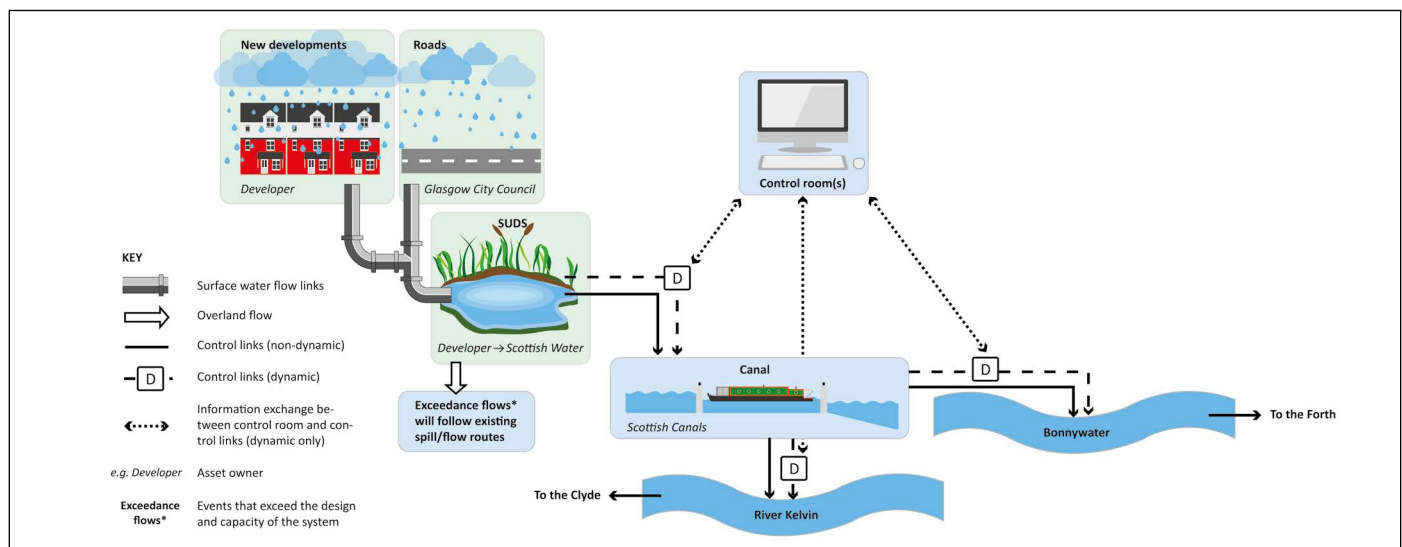 New developments
Roads
Developer
Glasgow City Council
Control room(s)
SUDS
Developer → Scottish Water
D
Exceedance flows*
will follow existing
spill/flow routes
Canal
Scottish Canals
D
D
Bonnywater
To the Forth
To the Clyde
River Kelvin
KEY
Surface water flow links
Overland flow
Control links (non-dynamic)
D
Control links (dynamic)
Information exchange be-
tween control room and con-
trol links (dynamic only)
e.g. Developer
Asset owner
Exceedance
flows*
Events that exceed the design
and capacity of the system